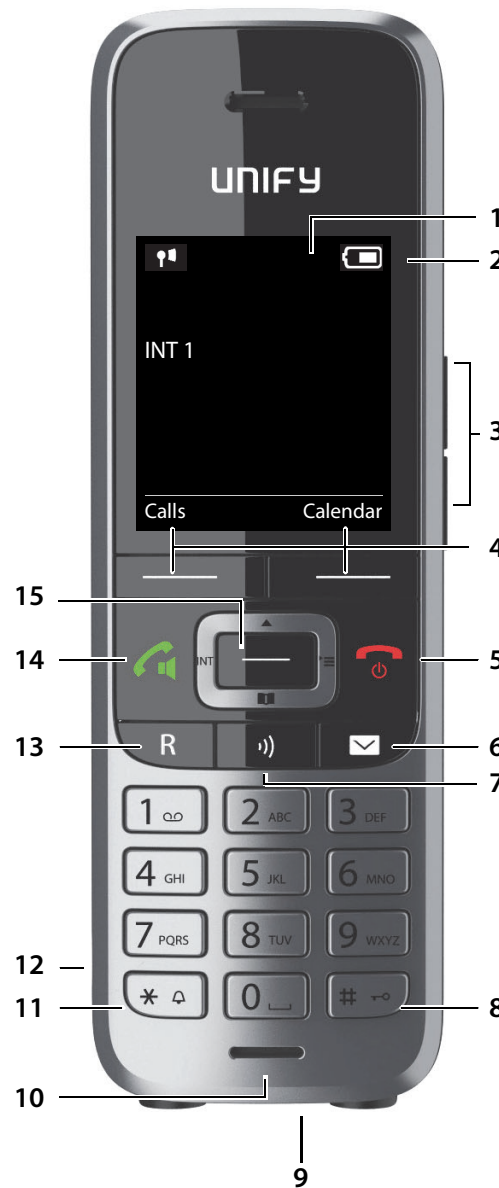 UNIFY
1
2
INT 1
3
Calls Calendar
4
15
14 INT 5
13 R 6
7
1 2 ABC 3 DEF
4 GHI 5 JKL 6 MNO
7 PQRS 8 TUV 9 WXYZ
12
11 * 0 # 8
10
9